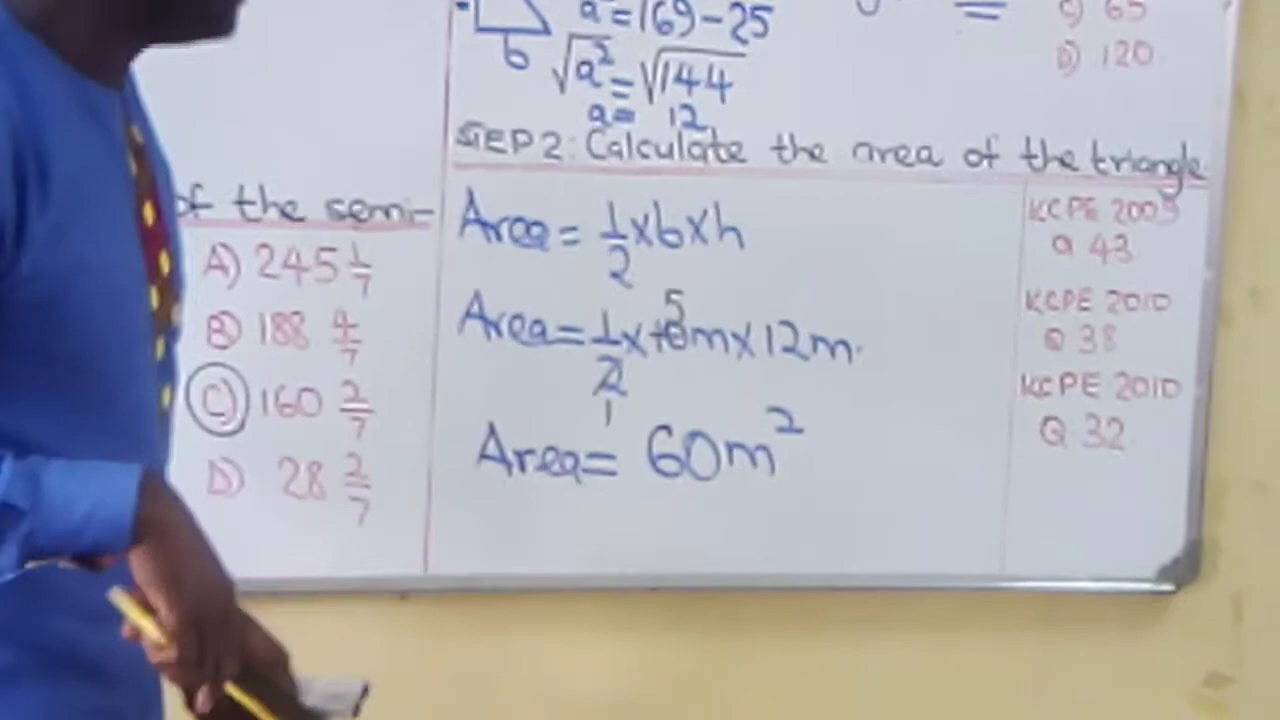 of the semi-
A) 245 1/7
B) 188 4/7
C) 160 2/7
D) 28 2/7
b
a² = 169 - 25
√a² = √144
a = 12
STEP 2: Calculate the area of the triangle
Area = 1/2 x b x h
Area = 1/2 x 10m x 12m.
5
1
Area = 60m²
C) 65
D) 120
KCPE 2009
Q 43
KCPE 2010
Q 38
KCPE 2010
Q 32